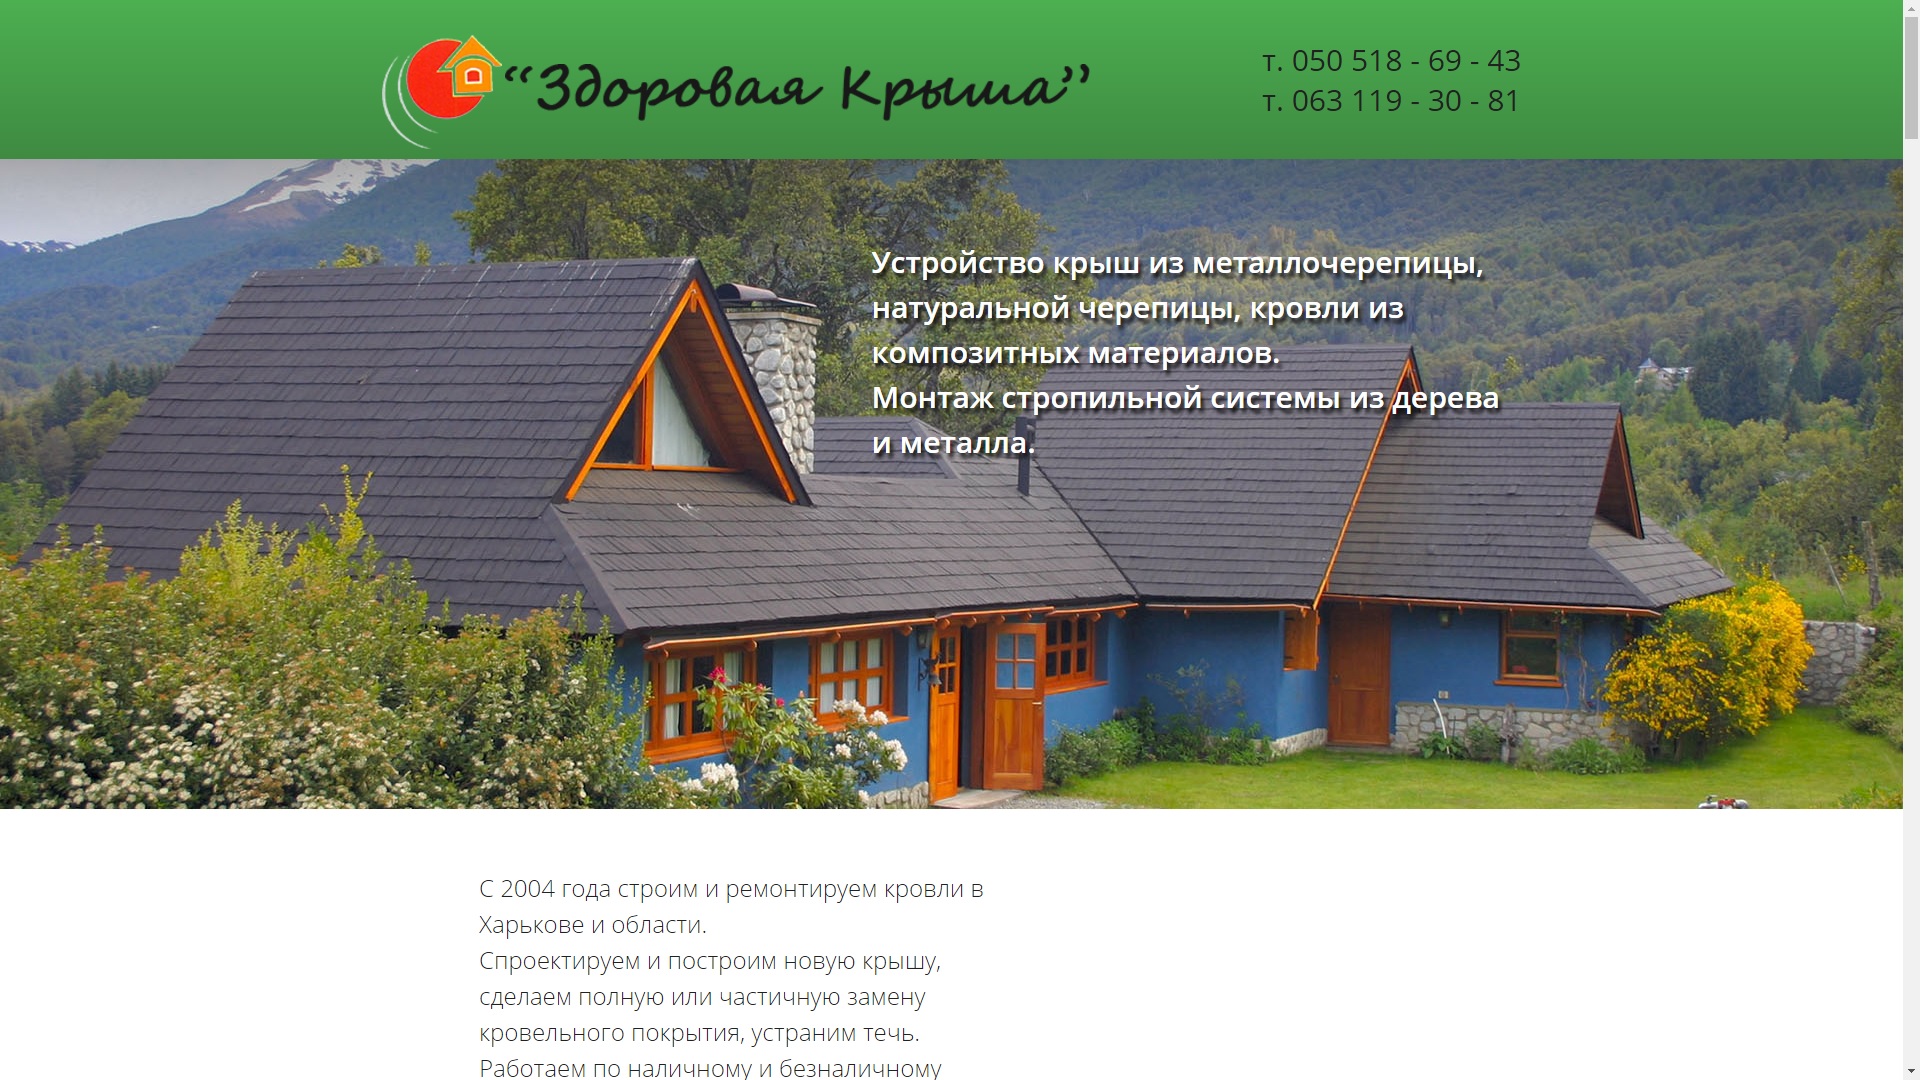 “Здоровая Крыша”
т. 050 518 - 69 - 43
т. 063 119 - 30 - 81
Устройство крыш из металлочерепицы,
натуральной черепицы, кровли из
композитных материалов.
Монтаж стропильной системы из дерева
и металла.
С 2004 года строим и ремонтируем кровли в
Харькове и области.
Спроектируем и построим новую крышу,
сделаем полную или частичную замену
кровельного покрытия, устраним течь.
Работаем по наличному и безналичному